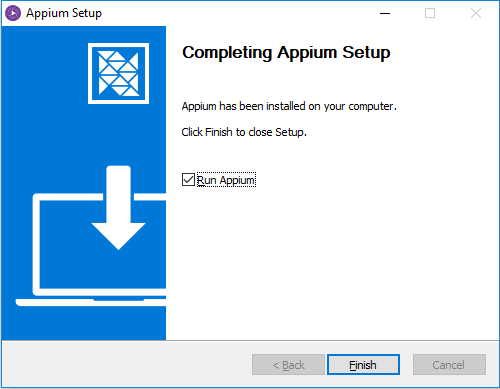 Appium Setup
Completing Appium Setup
Appium has been installed on your computer.
Click Finish to close Setup.
Run Appium
< Back
Finish
Cancel